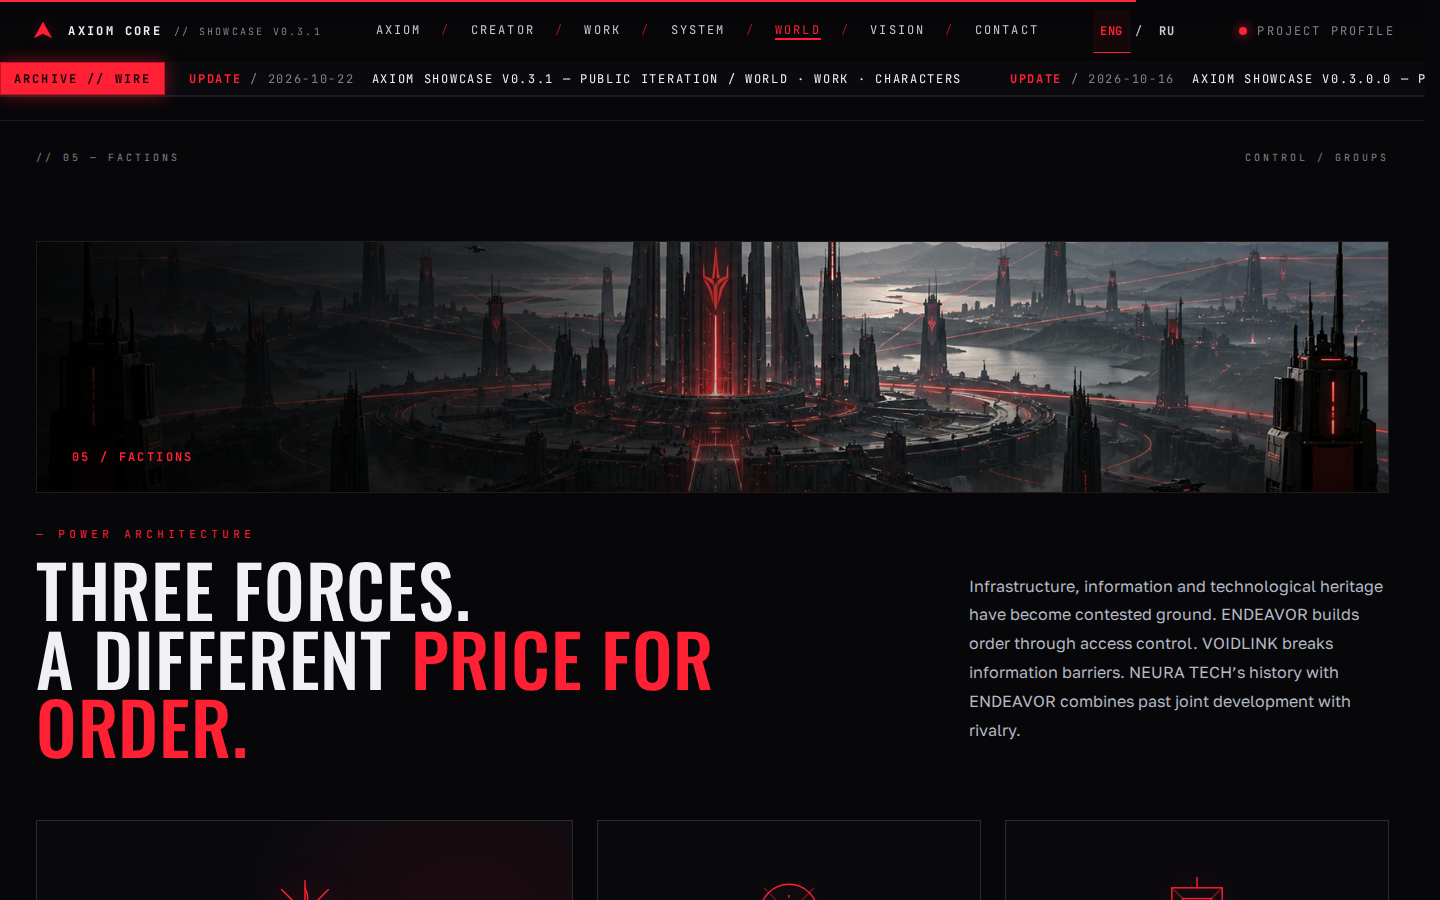 AXIOM CORE // SHOWCASE V0.3.1
AXIOM / CREATOR / WORK / SYSTEM / WORLD / VISION / CONTACT
ENG / RU
PROJECT PROFILE
ARCHIVE // WIRE
UPDATE / 2026-10-22 AXIOM SHOWCASE V0.3.1 — PUBLIC ITERATION / WORLD · WORK · CHARACTERS
UPDATE / 2026-10-16 AXIOM SHOWCASE V0.3.0.0 — P
// 05 — FACTIONS
CONTROL / GROUPS
05 / FACTIONS
— POWER ARCHITECTURE
THREE FORCES.
A DIFFERENT PRICE FOR
ORDER.
Infrastructure, information and technological heritage
have become contested ground. ENDEAVOR builds
order through access control. VOIDLINK breaks
information barriers. NEURA TECH’s history with
ENDEAVOR combines past joint development with
rivalry.